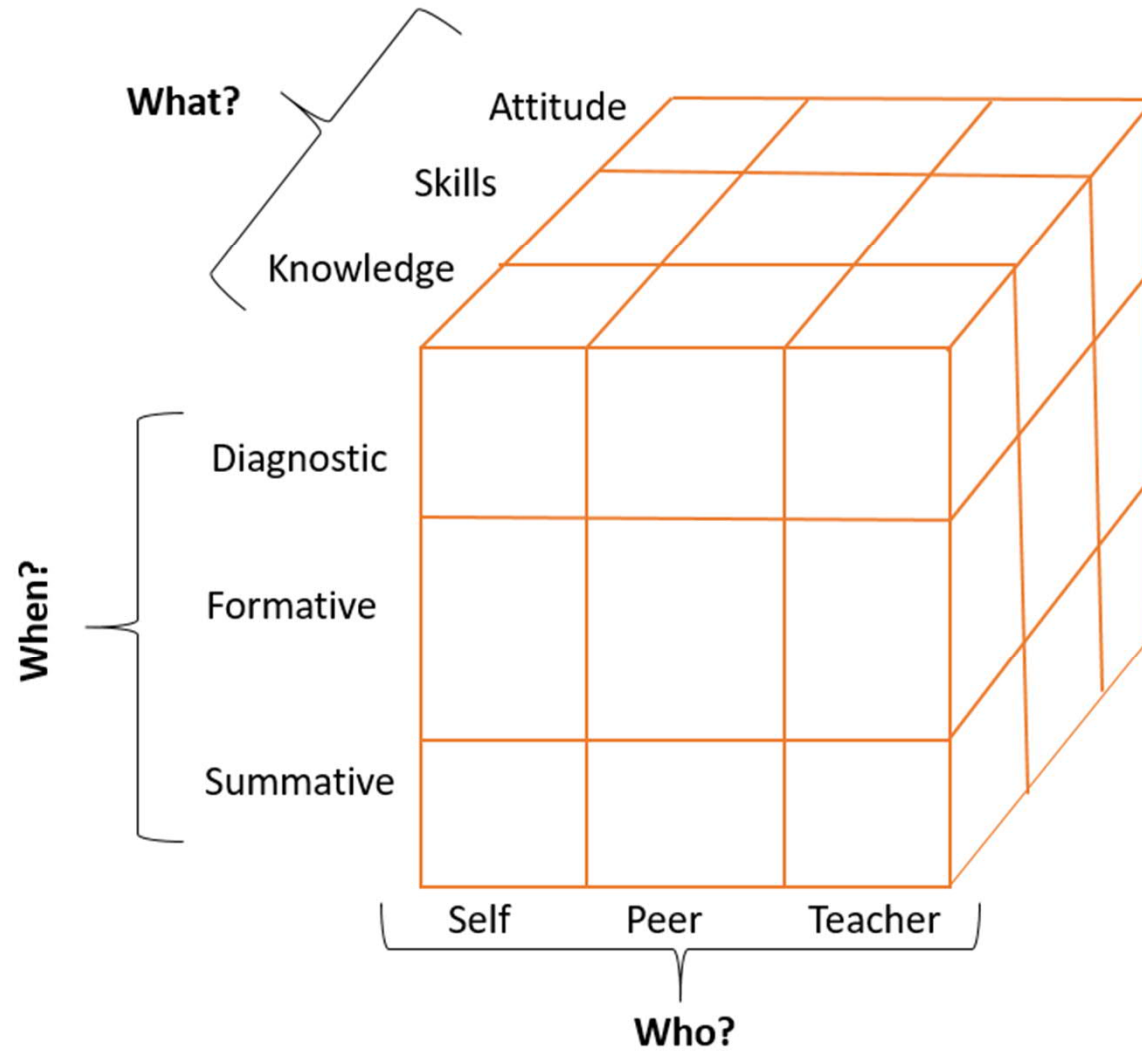 What?
Attitude
Skills
Knowledge
When?
Diagnostic
Formative
Summative
Self Peer Teacher
Who?